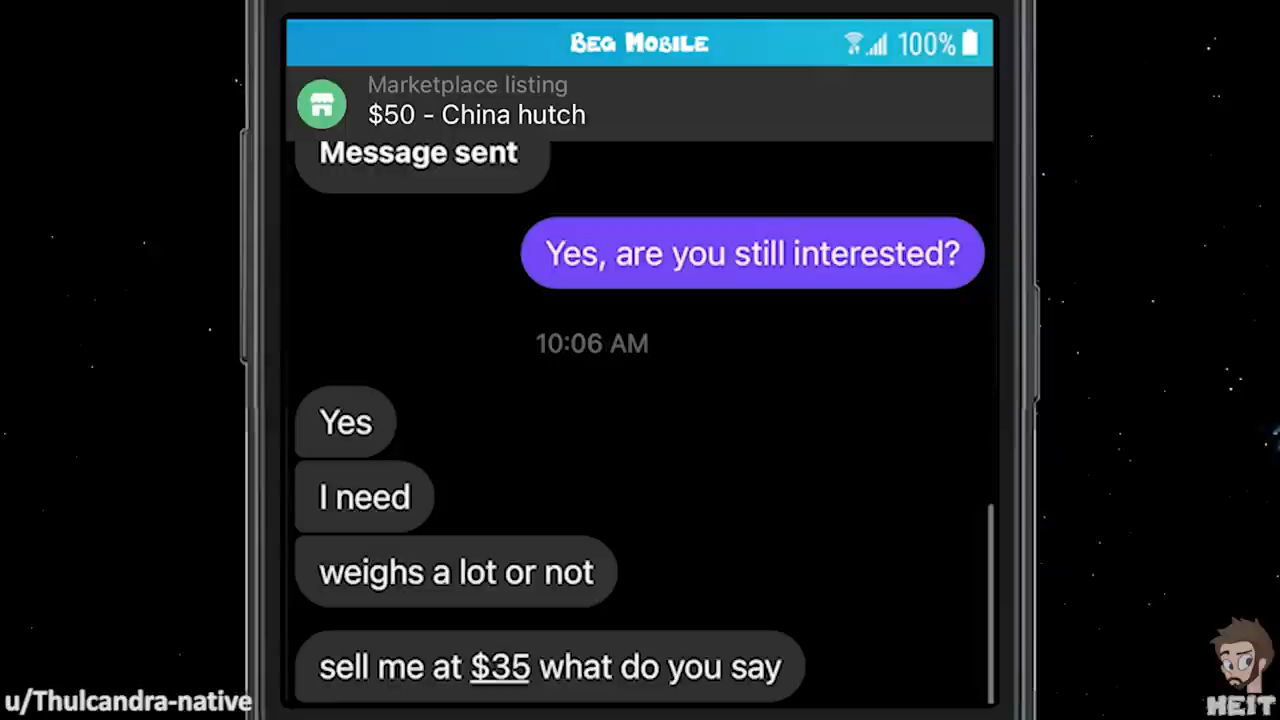 Beg Mobile
100%
Marketplace listing
$50 - China hutch
Message sent
Yes, are you still interested?
10:06 AM
Yes
I need
weighs a lot or not
sell me at $35 what do you say
u/Thulcandra-native
HEIT